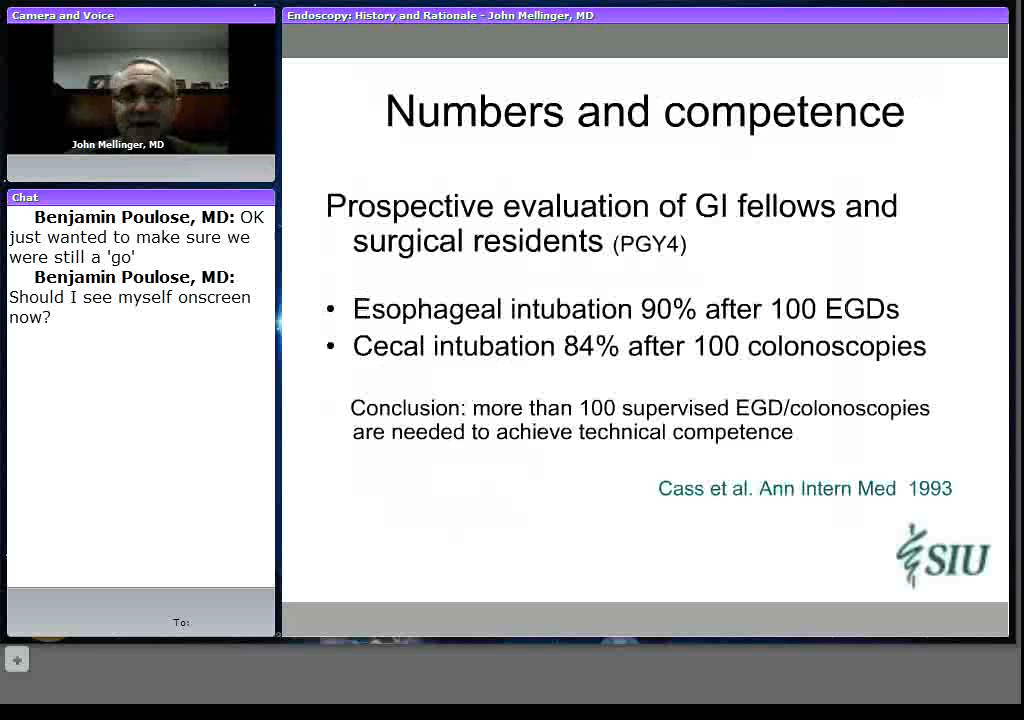 Camera and Voice
John Mellinger, MD
Chat
Benjamin Poulose, MD: OK
just wanted to make sure we
were still a 'go'
Benjamin Poulose, MD:
Should I see myself onscreen
now?
To:
Endoscopy: History and Rationale - John Mellinger, MD
Numbers and competence
Prospective evaluation of GI fellows and
surgical residents (PGY4)
• Esophageal intubation 90% after 100 EGDs
• Cecal intubation 84% after 100 colonoscopies
Conclusion: more than 100 supervised EGD/colonoscopies
are needed to achieve technical competence
Cass et al. Ann Intern Med 1993
SIU